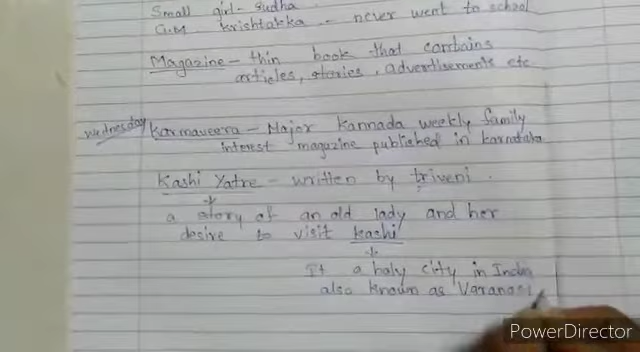 Small girl - Sudha
G.M Krishtakka - never went to school
Magazine - thin book that contains
articles, stories, advertisements etc
Wednesday
Karmaveera - Major Kannada weekly family
interest magazine published in Karnataka
Kashi Yatre - written by triveni.
a story of an old lady and her
desire to visit Kashi
It a holy city in India
also known as Varanasi
PowerDirector